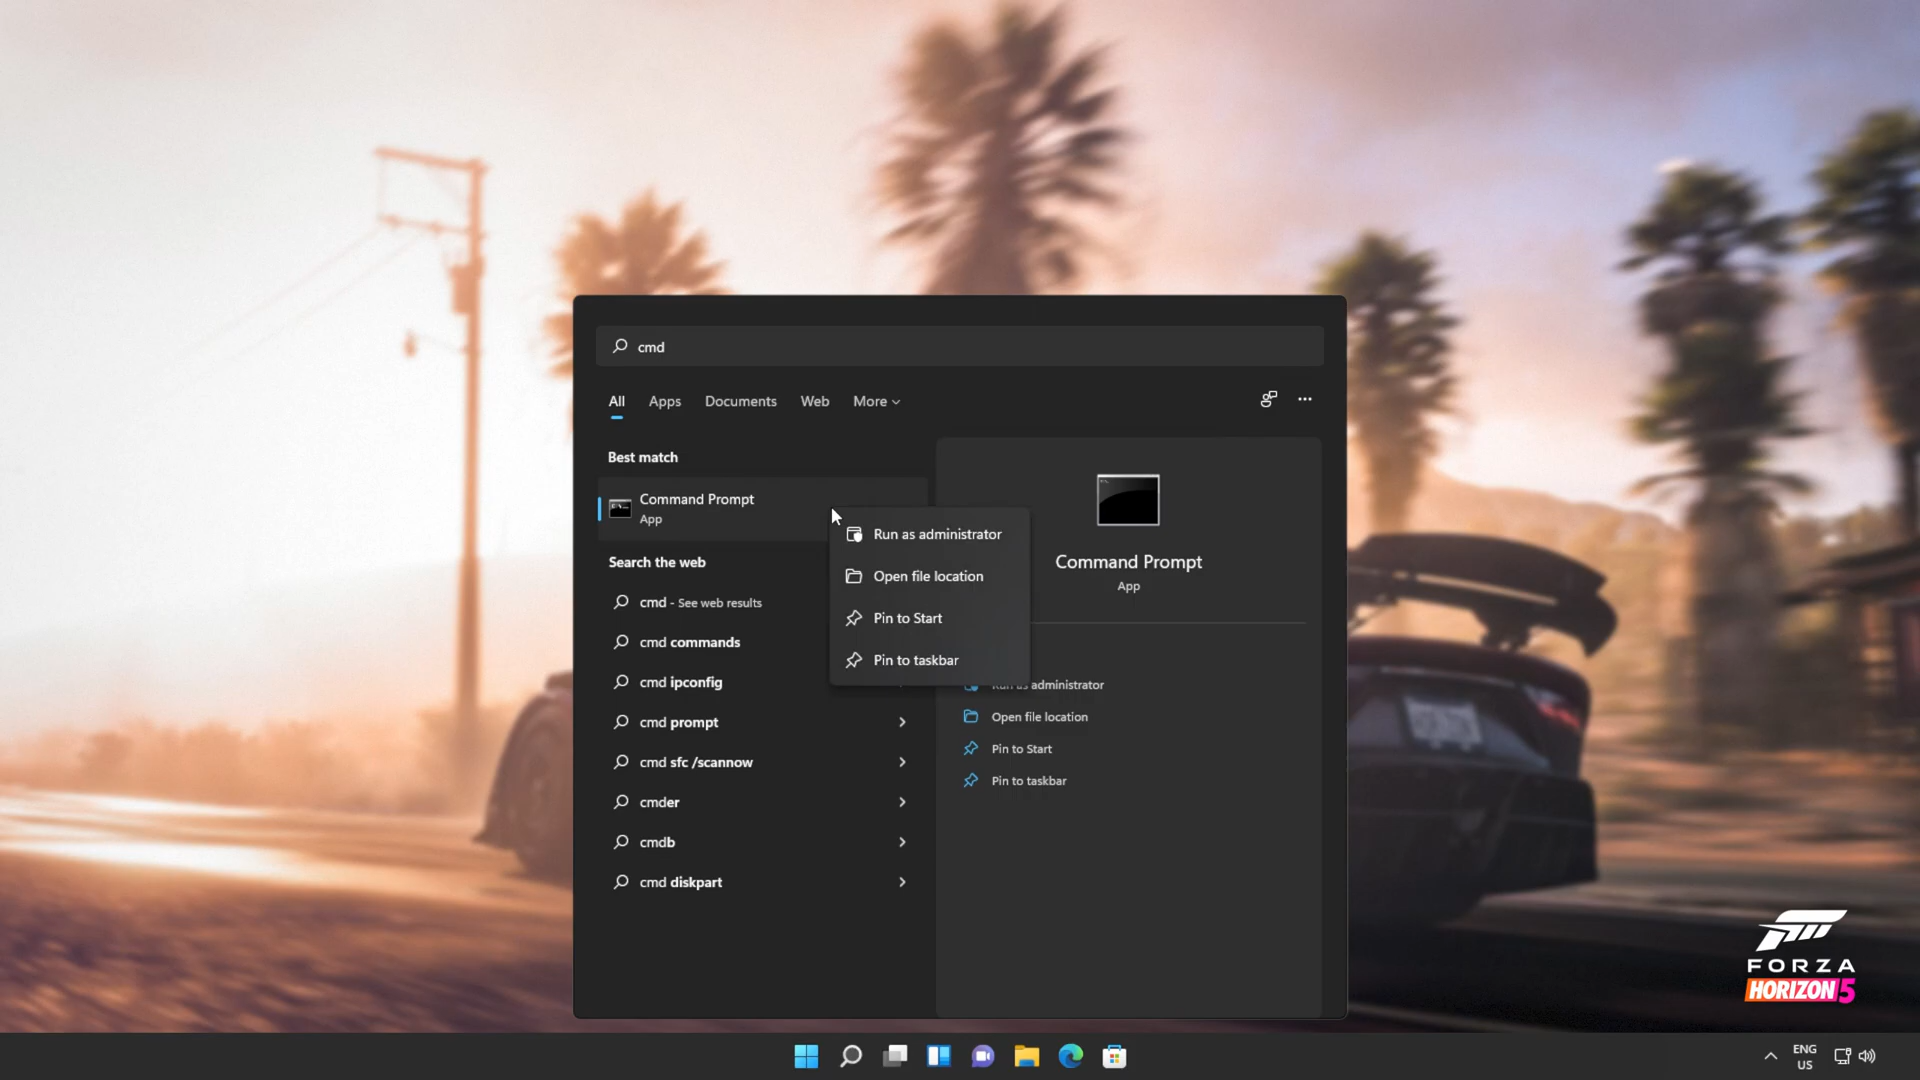 cmd
All Apps Documents Web More
Best match
Command Prompt
App
Search the web
cmd - See web results
cmd commands
cmd ipconfig
cmd prompt
cmd sfc /scannow
cmder
cmdb
cmd diskpart
Run as administrator
Open file location
Pin to Start
Pin to taskbar
Command Prompt
App
Run as administrator
Open file location
Pin to Start
Pin to taskbar
FORZA
HORIZON 5
ENG
US